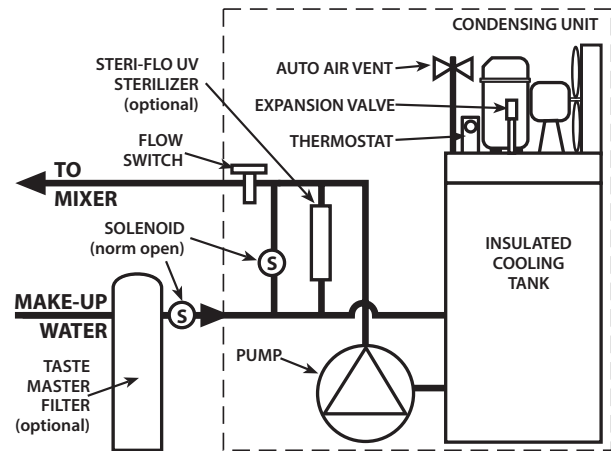 CONDENSING UNIT
STERI-FLO UV
STERILIZER
(optional)
AUTO AIR VENT
EXPANSION VALVE
THERMOSTAT
FLOW
SWITCH
TO
MIXER
SOLENOID
(norm open)
S
INSULATED
COOLING
TANK
MAKE-UP
WATER
S
PUMP
TASTE
MASTER
FILTER
(optional)